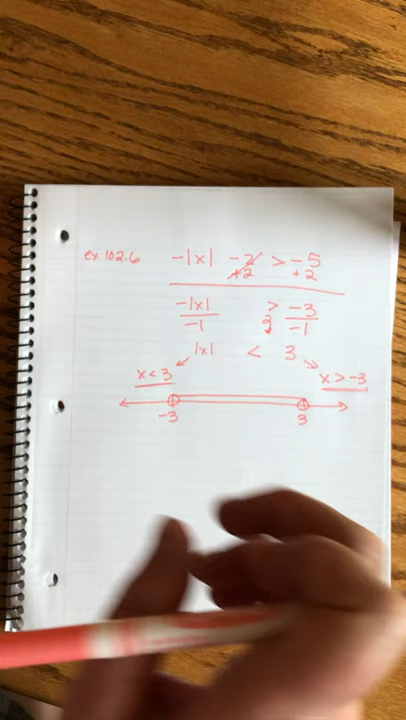 ex 102.6 -|x| -2 > -5
+2 +2
-|x| > -3
-1 -1
|x| < 3
x < 3 x > -3
-3 3